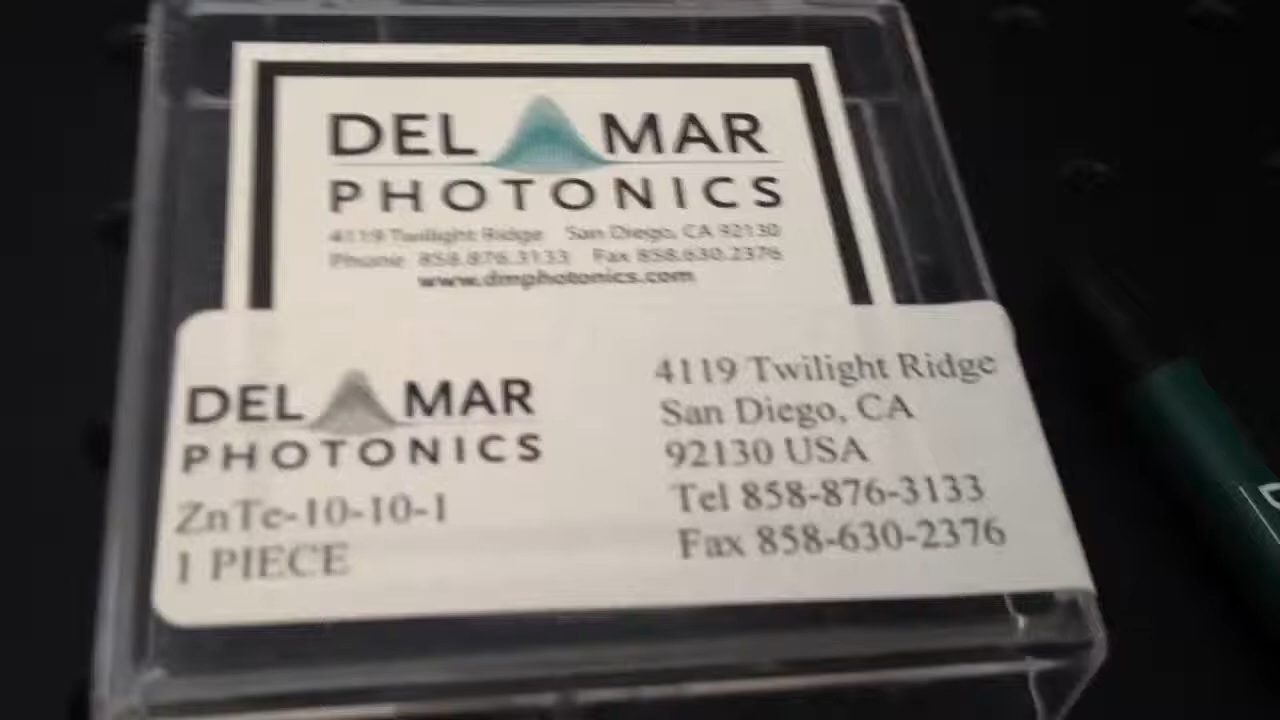 DEL MAR
PHOTONICS
4119 Twilight Ridge San Diego, CA 92130
Phone 858.876.3133 Fax 858.630.2376
www.dmphotonics.com
DEL MAR
PHOTONICS
ZnTe-10-10-1
1 PIECE
4119 Twilight Ridge
San Diego, CA
92130 USA
Tel 858-876-3133
Fax 858-630-2376